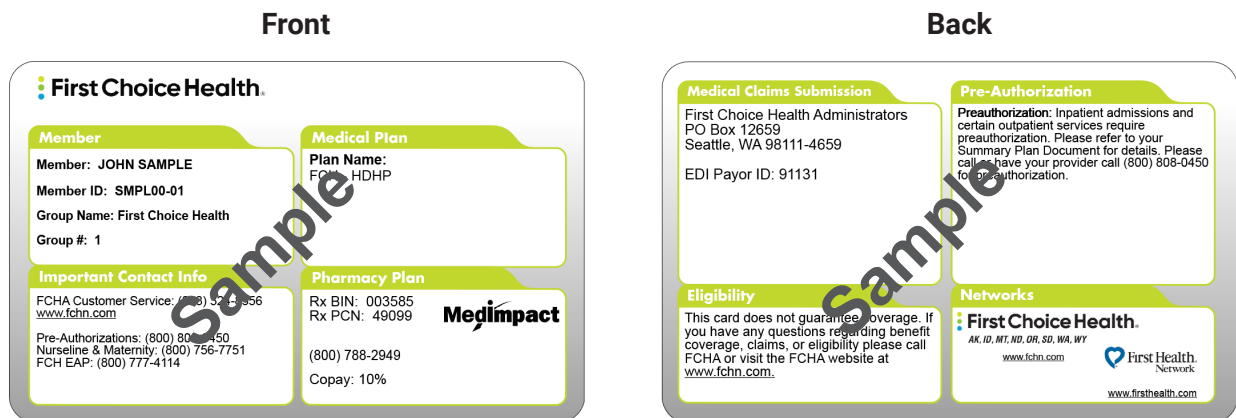 Front
First Choice Health®
Member
Member: JOHN SAMPLE
Member ID: SMPL00-01
Group Name: First Choice Health
Group #: 1
Medical Plan
Plan Name:
HDHP
Important Contact Info
FCHA Customer Service:
www.fchn.com
Pre-Authorizations: (800)
Nurseline & Maternity: (800) 756-7751
FCH EAP: (800) 777-4114
Pharmacy Plan
Rx BIN: 003585
Rx PCN: 49099
MedImpact
(800) 788-2949
Copay: 10%
Sample
Back
Medical Claims Submission
First Choice Health Administrators
PO Box 12659
Seattle, WA 98111-4659
EDI Payor ID: 91131
Pre-Authorization
Preauthorization: Inpatient admissions and
certain outpatient services require
preauthorization. Please refer to your
Summary Plan Document for details. Please
call or have your provider call (800) 808-0450
for preauthorization.
Eligibility
This card does not guarantee coverage. If
you have any questions regarding benefit
coverage, claims, or eligibility please call
FCHA or visit the FCHA website at
www.fchn.com.
Networks
First Choice Health®
AK, ID, MT, ND, OR, SD, WA, WY
www.fchn.com
First Health.
Network
www.firsthealth.com
Sample